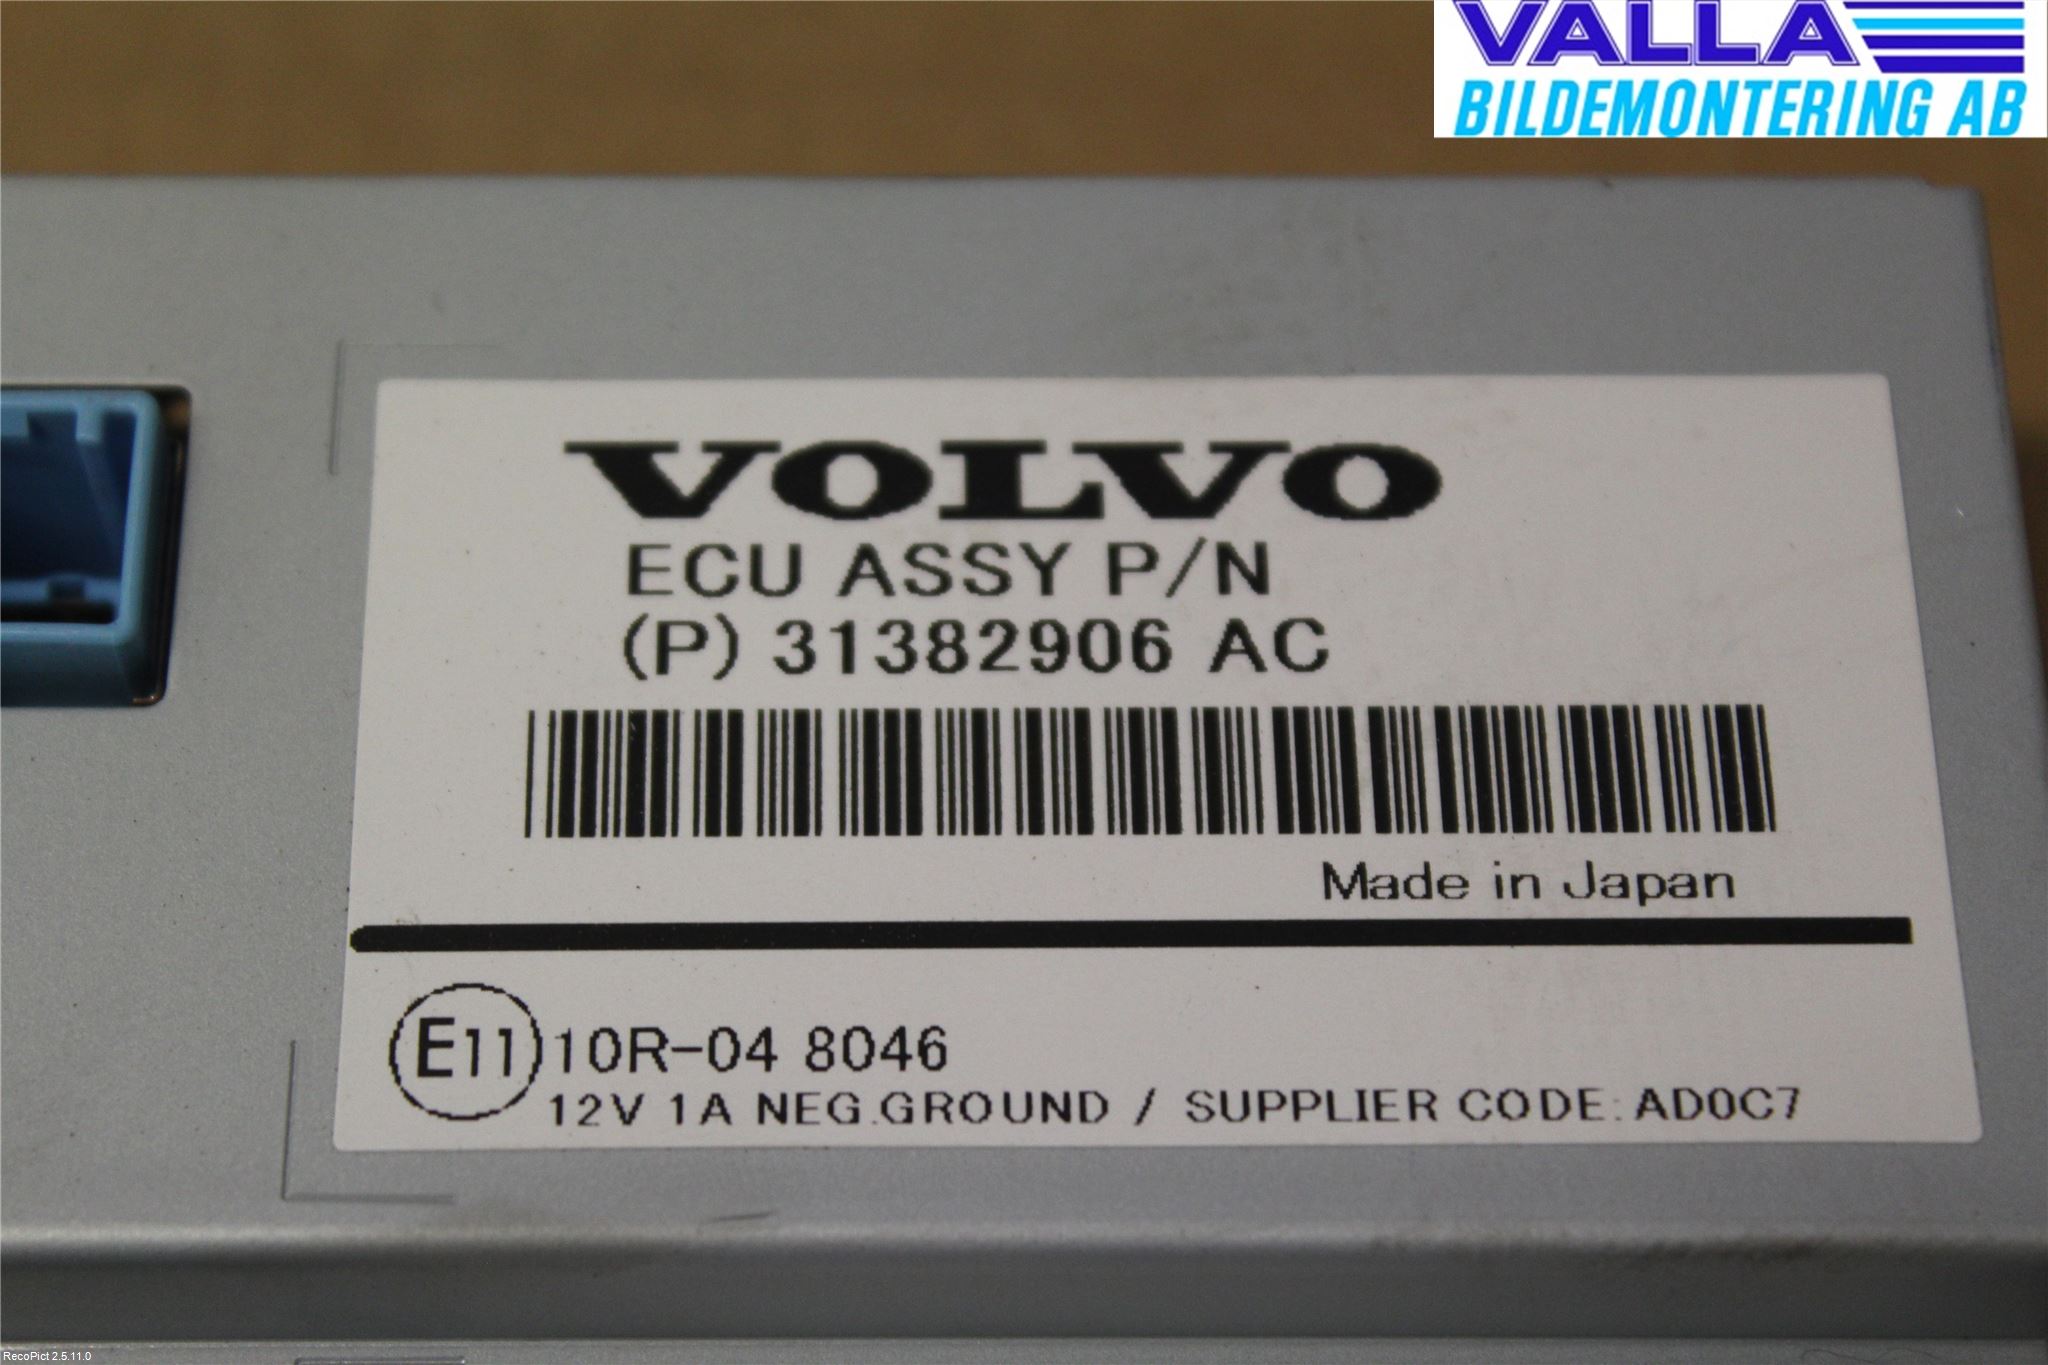 VALLA
BILDEMONTERING AB
VOLVO
ECU ASSY P/N
(P) 31382906 AC
Made in Japan
E11 10R-04 8046
12V 1A NEG.GROUND / SUPPLIER CODE: AD0C7
RecoPict 2.5.11.0